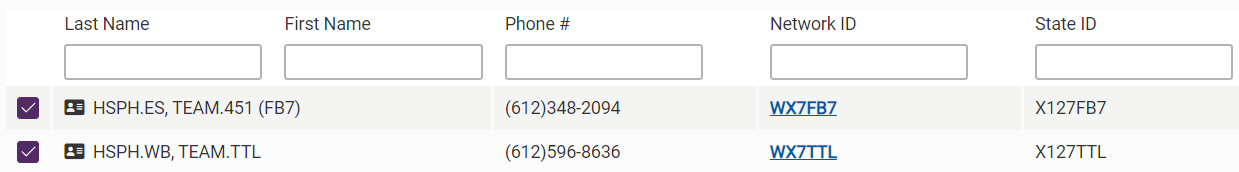 Last Name First Name Phone # Network ID State ID
HSPH.ES, TEAM.451 (FB7) (612)348-2094 WX7FB7 X127FB7
HSPH.WB, TEAM.TTL (612)596-8636 WX7TTL X127TTL